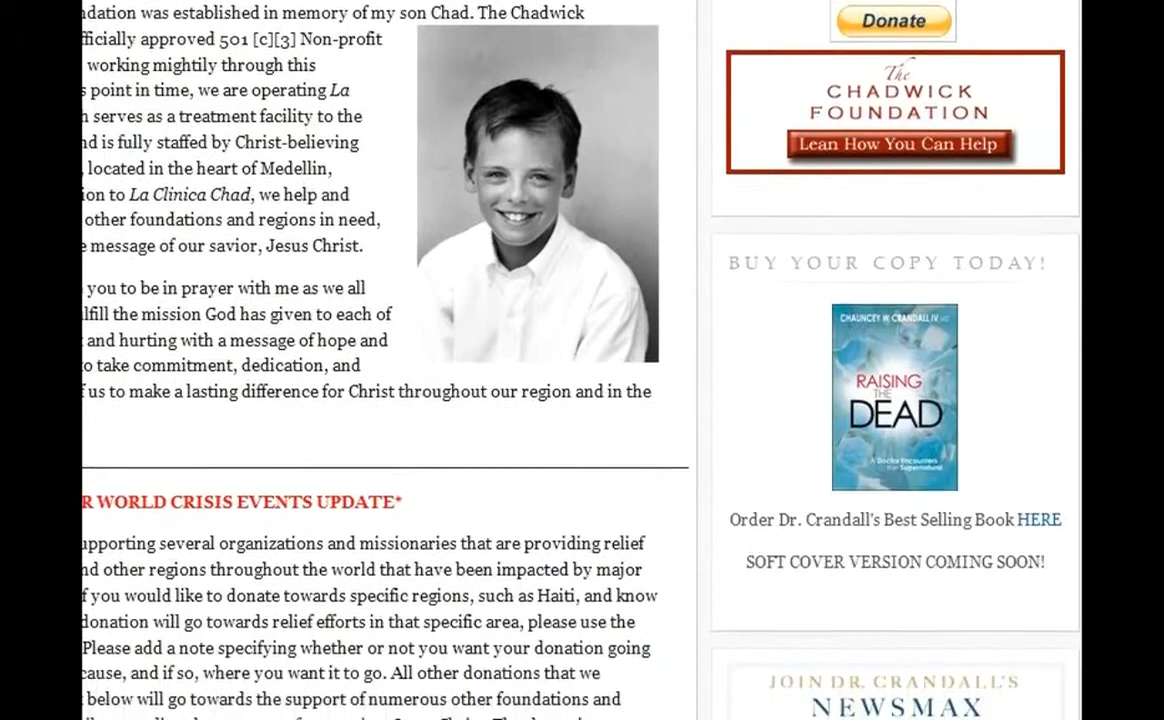 ndation was established in memory of my son Chad. The Chadwick
fficially approved 501 [c][3] Non-profit
working mightily through this
s point in time, we are operating La
h serves as a treatment facility to the
nd is fully staffed by Christ-believing
, located in the heart of Medellin,
ion to La Clinica Chad, we help and
other foundations and regions in need,
e message of our savior, Jesus Christ.
you to be in prayer with me as we all
lfill the mission God has given to each of
and hurting with a message of hope and
to take commitment, dedication, and
f us to make a lasting difference for Christ throughout our region and in the
R WORLD CRISIS EVENTS UPDATE*
upporting several organizations and missionaries that are providing relief
nd other regions throughout the world that have been impacted by major
f you would like to donate towards specific regions, such as Haiti, and know
donation will go towards relief efforts in that specific area, please use the
Please add a note specifying whether or not you want your donation going
cause, and if so, where you want it to go. All other donations that we
below will go towards the support of numerous other foundations and
Donate
The
CHADWICK
FOUNDATION
Lean How You Can Help
BUY YOUR COPY TODAY!
CHAUNCEY W CRANDALL IV, MD
RAISING
THE
DEAD
A Doctor Encounters
the Supernatural
Order Dr. Crandall's Best Selling Book HERE
SOFT COVER VERSION COMING SOON!
JOIN DR. CRANDALL'S
NEWSMAX